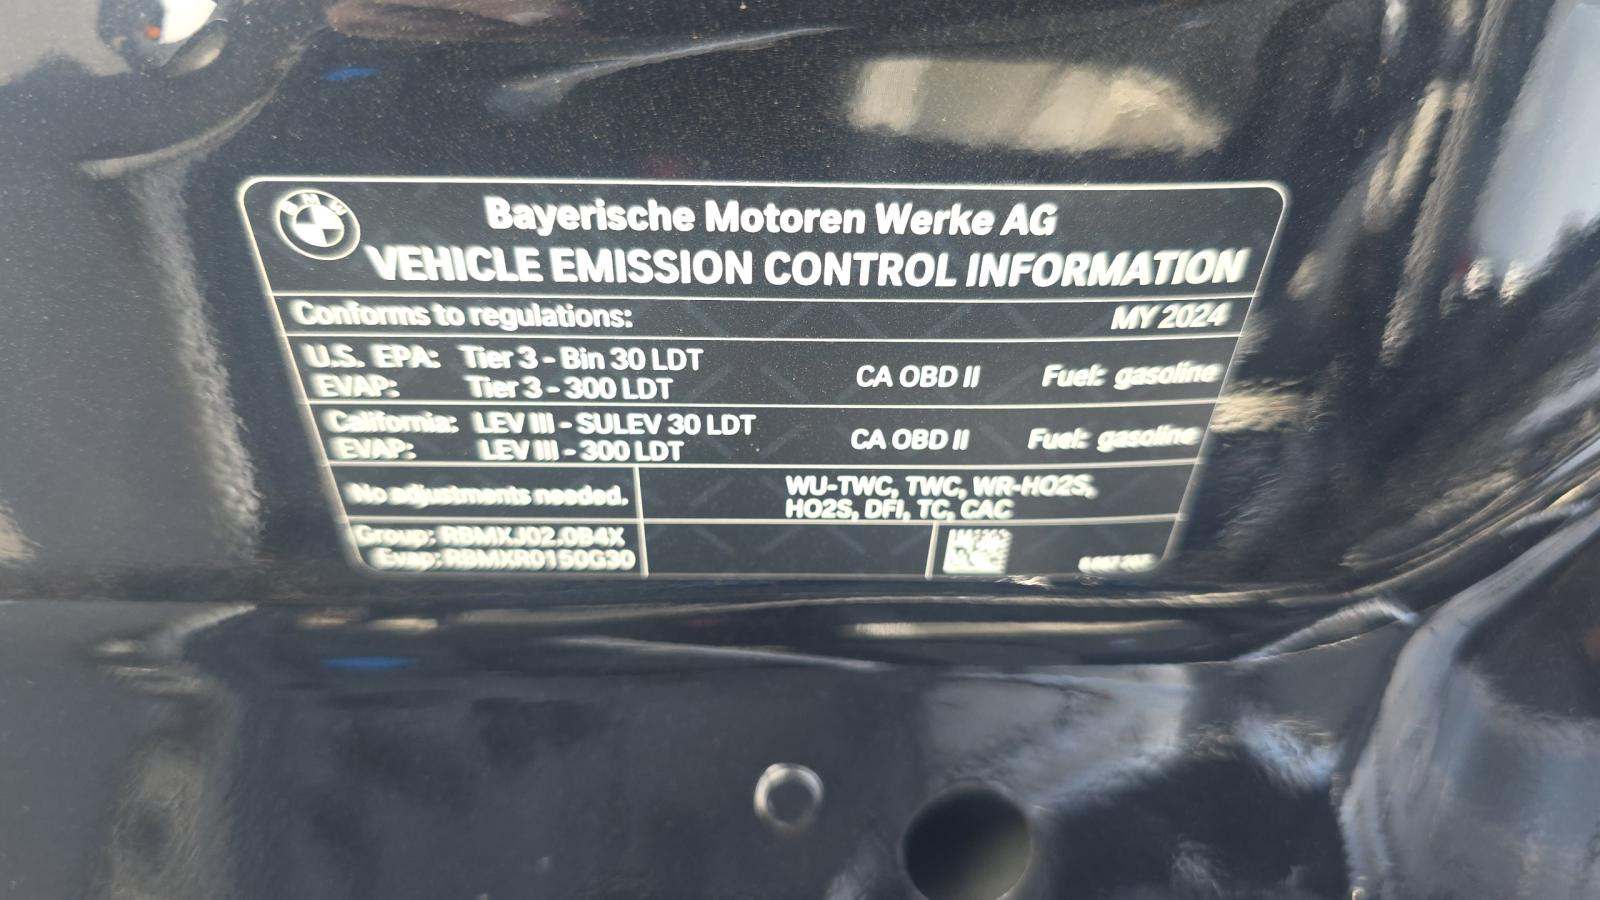 BMW
Bayerische Motoren Werke AG
VEHICLE EMISSION CONTROL INFORMATION
Conforms to regulations: MY 2024
U.S. EPA: Tier 3 - Bin 30 LDT
EVAP: Tier 3 - 300 LDT
CA OBD II Fuel: gasoline
California: LEV III - SULEV 30 LDT
EVAP: LEV III - 300 LDT
CA OBD II Fuel: gasoline
No adjustments needed.
WU-TWC, TWC, WR-HO2S,
HO2S, DFI, TC, CAC
Group: RBMXJ02.0B4X
Evap: RBMXR0150G30